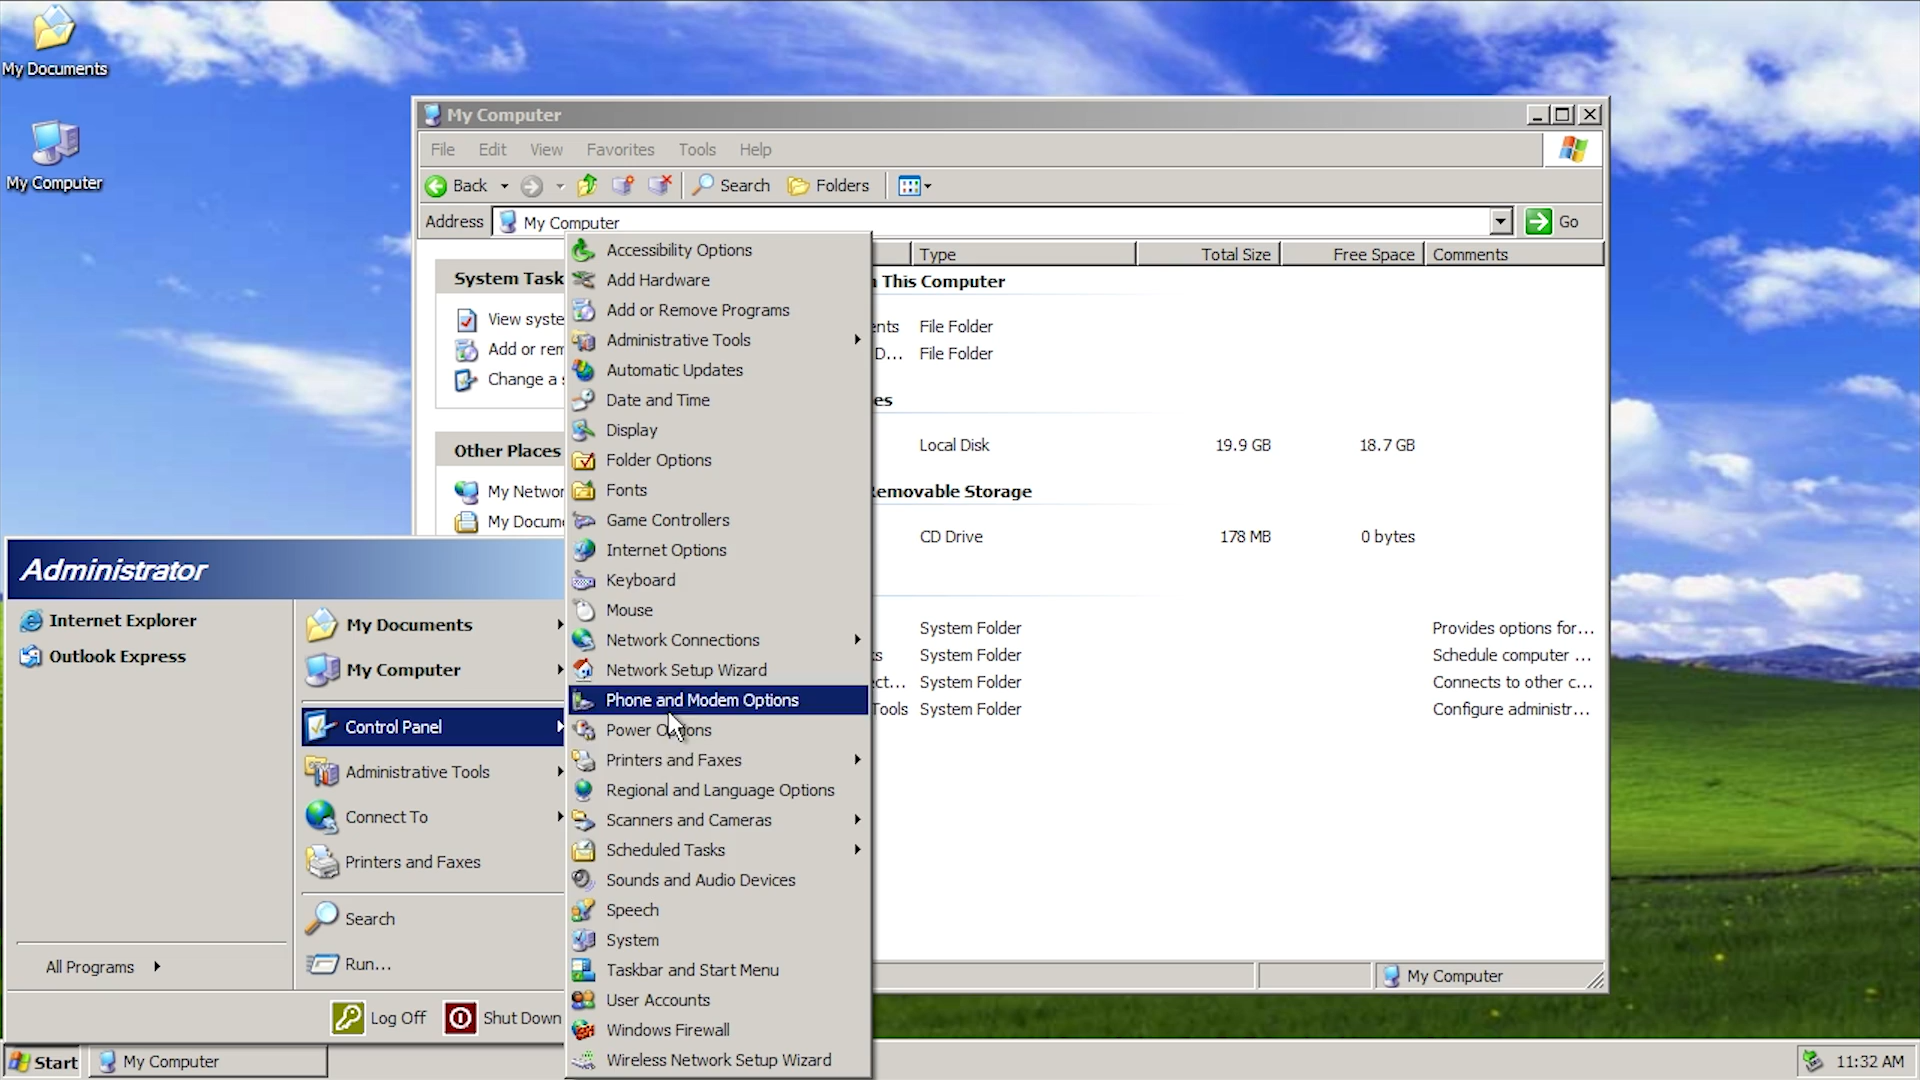 My Documents
My Computer
My Computer
File Edit View Favorites Tools Help
Back Search Folders
Address My Computer Go
Type Total Size Free Space Comments
System Task
View syste
Add or rem
Change a s
Other Places
My Networ
My Docum
This Computer
ents File Folder
D... File Folder
es
Local Disk 19.9 GB 18.7 GB
Removable Storage
CD Drive 178 MB 0 bytes
System Folder Provides options for...
ks System Folder Schedule computer ...
ect... System Folder Connects to other c...
Tools System Folder Configure administr...
My Computer
Accessibility Options
Add Hardware
Add or Remove Programs
Administrative Tools
Automatic Updates
Date and Time
Display
Folder Options
Fonts
Game Controllers
Internet Options
Keyboard
Mouse
Network Connections
Network Setup Wizard
Phone and Modem Options
Power Options
Printers and Faxes
Regional and Language Options
Scanners and Cameras
Scheduled Tasks
Sounds and Audio Devices
Speech
System
Taskbar and Start Menu
User Accounts
Windows Firewall
Wireless Network Setup Wizard
Administrator
Internet Explorer
Outlook Express
All Programs
My Documents
My Computer
Control Panel
Administrative Tools
Connect To
Printers and Faxes
Search
Run...
Log Off Shut Down
Start My Computer 11:32 AM